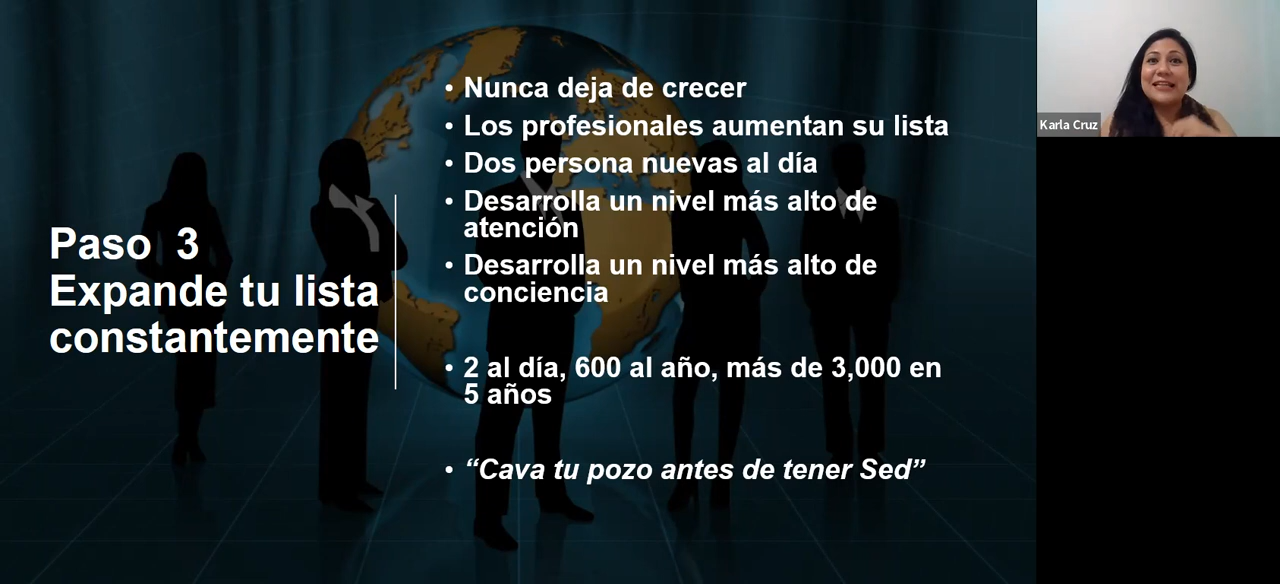 Paso  3
Expande tu lista
constantemente
• Nunca deja de crecer
• Los profesionales aumentan su lista
• Dos persona nuevas al día
• Desarrolla un nivel más alto de
atención
• Desarrolla un nivel más alto de
conciencia
• 2 al día, 600 al año, más de 3,000 en
5 años
• “Cava tu pozo antes de tener Sed”
Karla Cruz